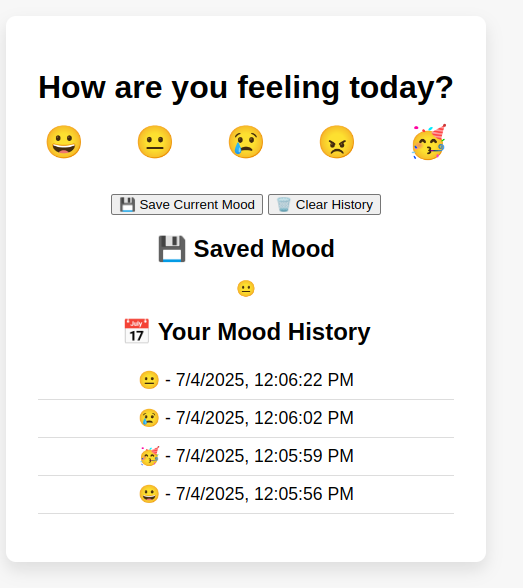 How are you feeling today?
😀 😐 😢 😠 🥳
💾 Save Current Mood 🗑️ Clear History
💾 Saved Mood
😐
📅 Your Mood History
😐 - 7/4/2025, 12:06:22 PM
😢 - 7/4/2025, 12:06:02 PM
🥳 - 7/4/2025, 12:05:59 PM
😀 - 7/4/2025, 12:05:56 PM